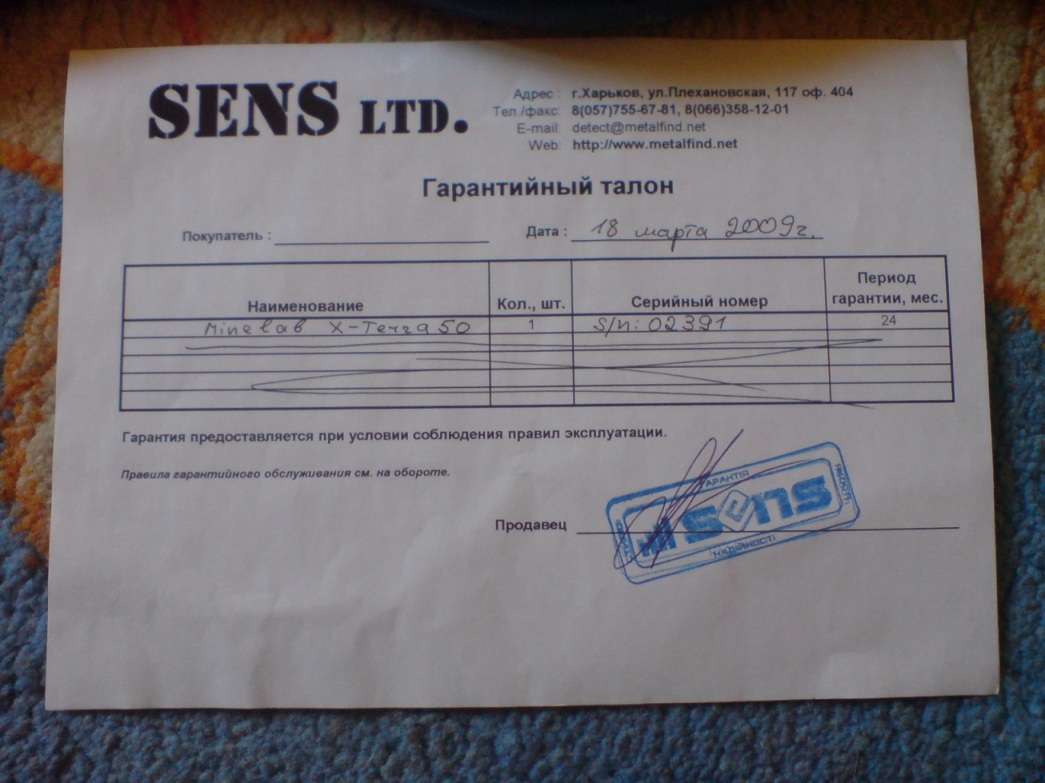 SENS LTD.
Адрес : г.Харьков, ул.Плехановская, 117 оф. 404
Тел./факс: 8(057)755-67-81, 8(066)358-12-01
E-mail: detect@metalfind.net
Web: http://www.metalfind.net
Гарантийный талон
Покупатель : Дата : 18 марта 2009г.
Наименование Кол., шт. Серийный номер Период гарантии, мес.
Minelab X-Terra 50 1 S/n: 02391 24
Гарантия предоставляется при условии соблюдения правил эксплуатации.
Правила гарантийного обслуживания см. на обороте.
ГАРАНТІЯ
sens
НАДІЙНОСТІ
Продавец